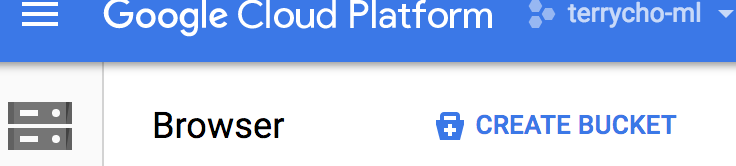 Google Cloud Platform terrycho-ml
Browser CREATE BUCKET